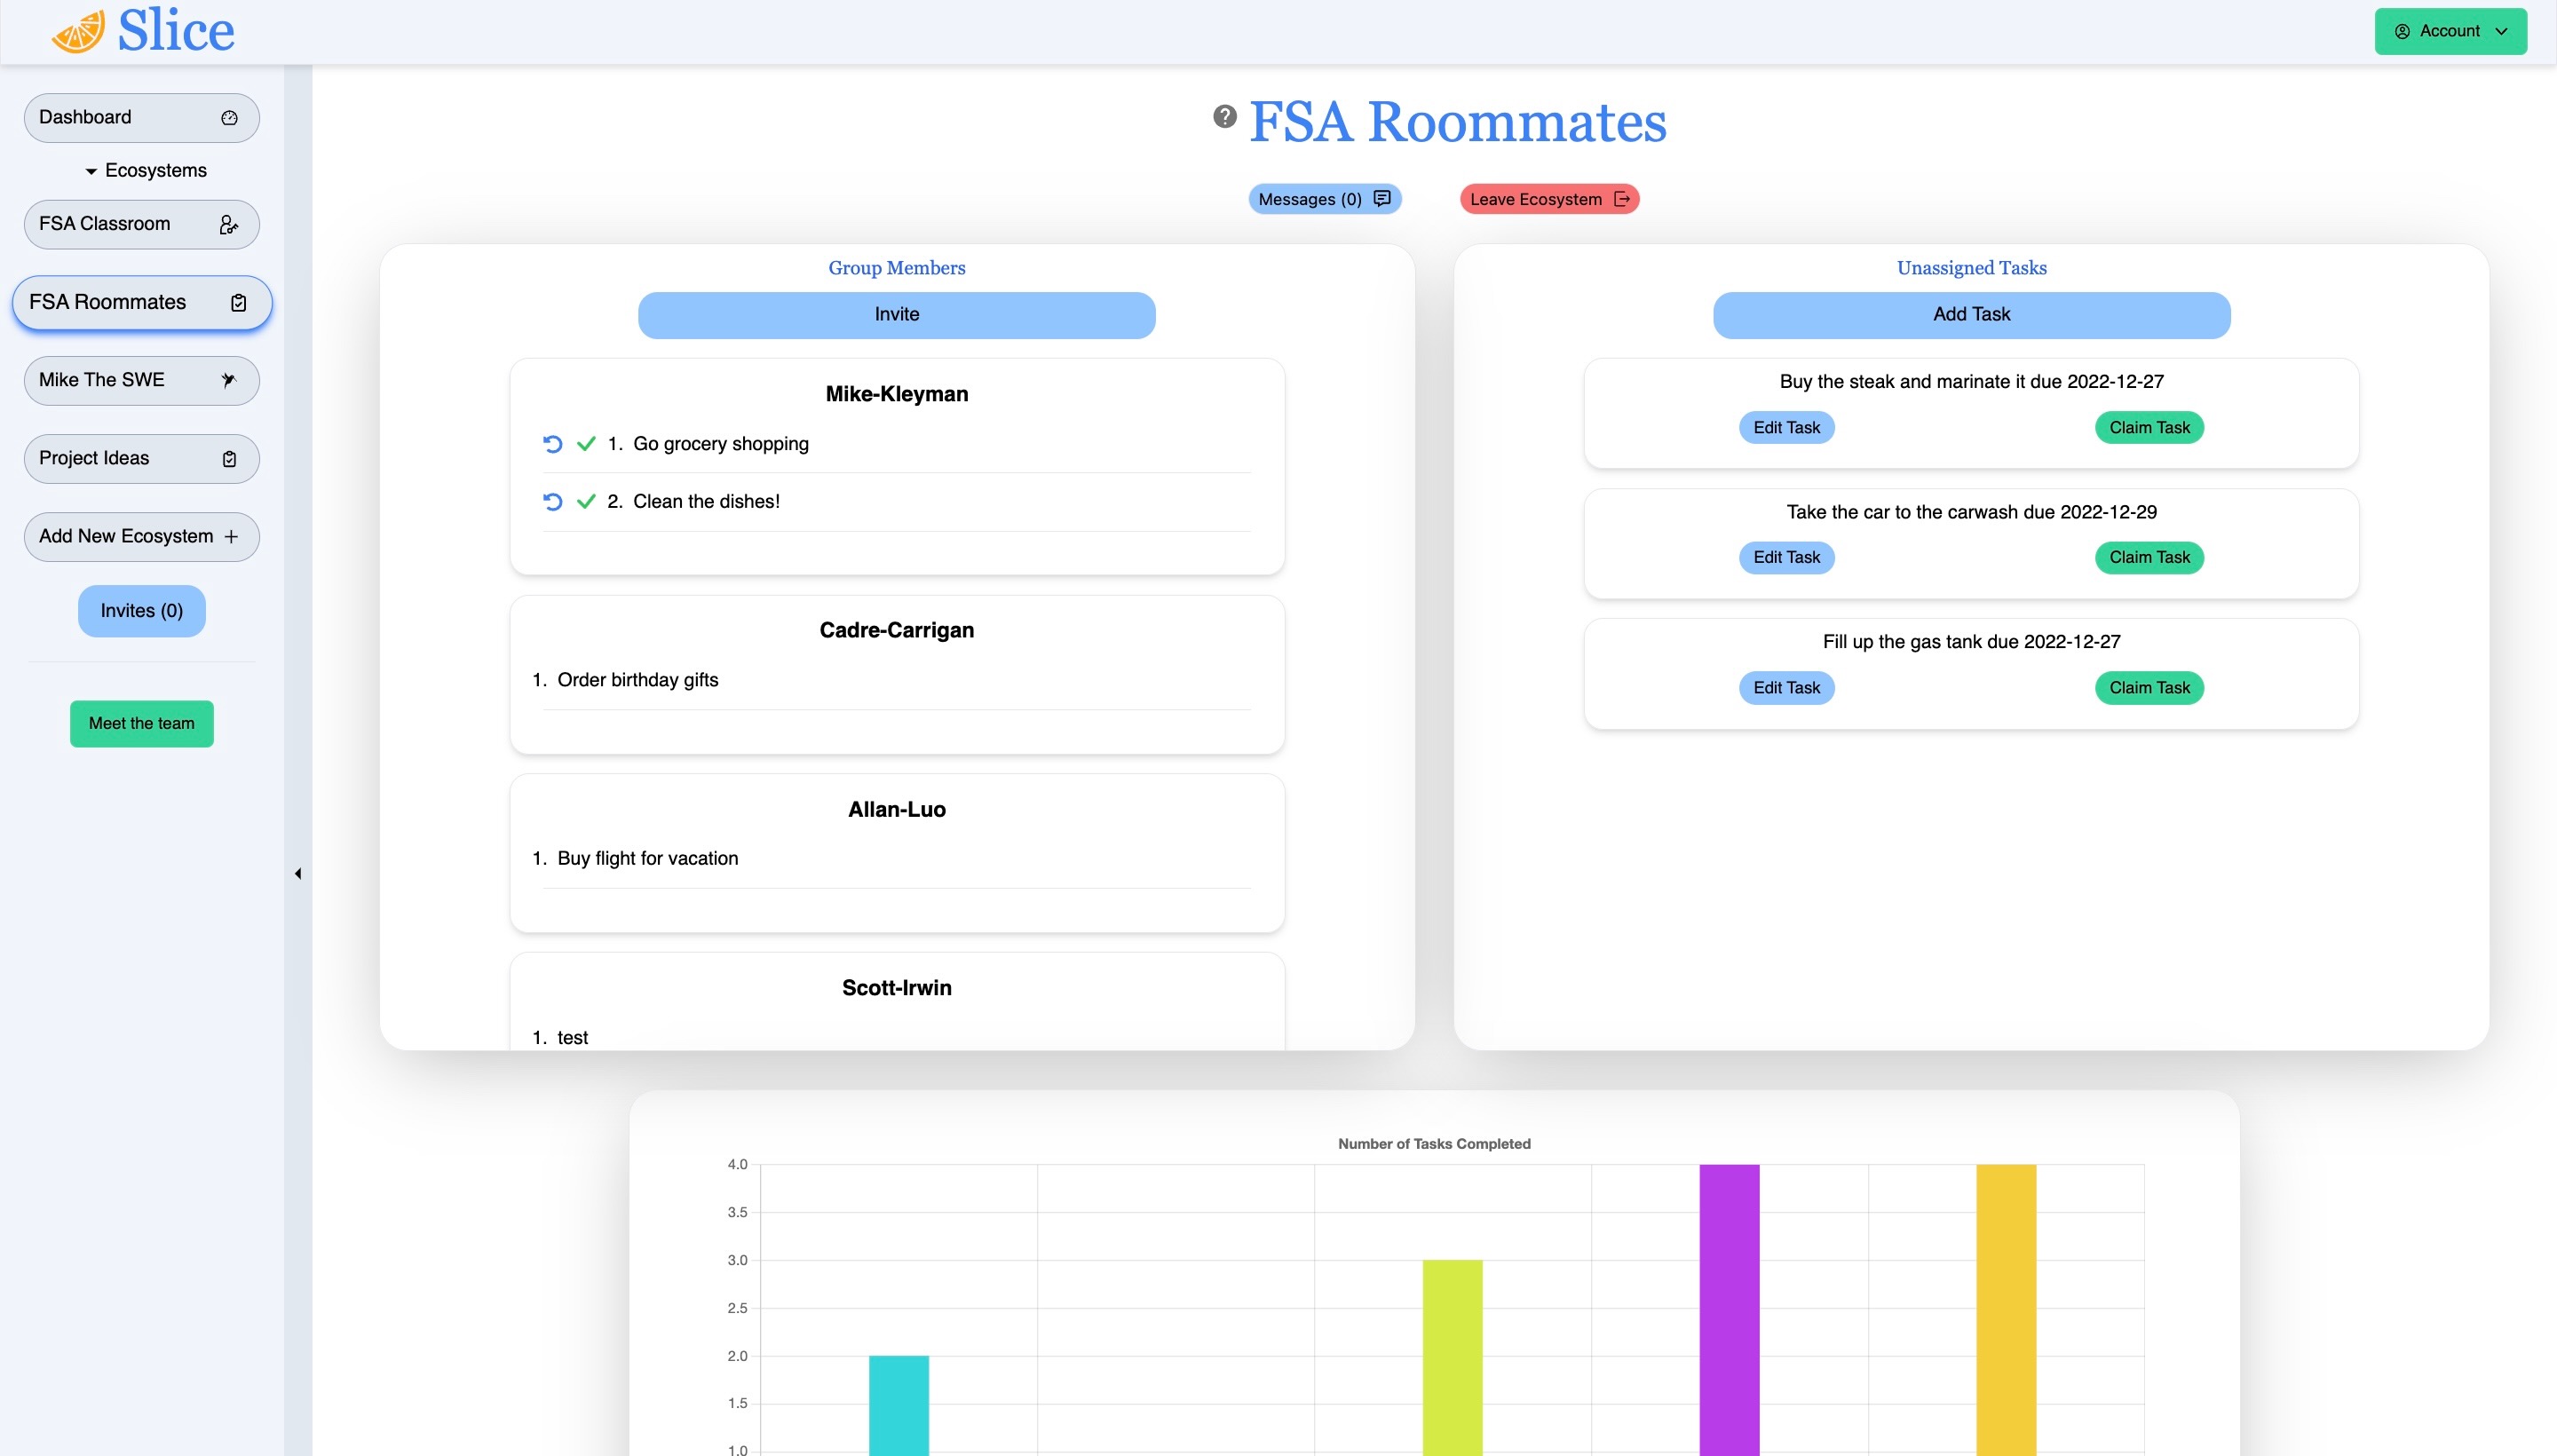 Slice
Account
Dashboard
Ecosystems
FSA Classroom
FSA Roommates
Mike The SWE
Project Ideas
Add New Ecosystem
Invites (0)
Meet the team
? FSA Roommates
Messages (0)
Leave Ecosystem
Group Members
Invite
Mike-Kleyman
1. Go grocery shopping
2. Clean the dishes!
Cadre-Carrigan
1. Order birthday gifts
Allan-Luo
1. Buy flight for vacation
Scott-Irwin
1. test
Unassigned Tasks
Add Task
Buy the steak and marinate it due 2022-12-27
Edit Task Claim Task
Take the car to the carwash due 2022-12-29
Edit Task Claim Task
Fill up the gas tank due 2022-12-27
Edit Task Claim Task
Number of Tasks Completed
4.0
3.5
3.0
2.5
2.0
1.5
1.0